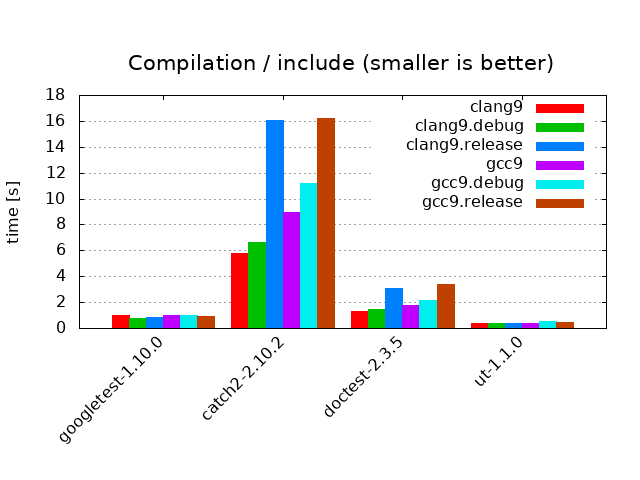 Compilation / include (smaller is better)
time [s]
18
16
14
12
10
8
6
4
2
0
clang9
clang9.debug
clang9.release
gcc9
gcc9.debug
gcc9.release
googletest-1.10.0
catch2-2.10.2
doctest-2.3.5
ut-1.1.0